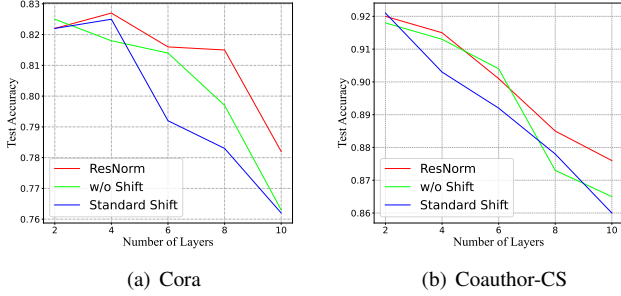 0.83
0.82
0.81
0.80
0.79
0.78
0.77
0.76
Test Accuracy
ResNorm
w/o Shift
Standard Shift
2 4 6 8 10
Number of Layers
(a) Cora
0.92
0.91
0.90
0.89
0.88
0.87
0.86
Test Accuracy
ResNorm
w/o Shift
Standard Shift
2 4 6 8 10
Number of Layers
(b) Coauthor-CS